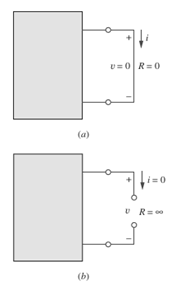 +
i
v = 0 R = 0
−
(a)
+
i = 0
v R = ∞
−
(b)